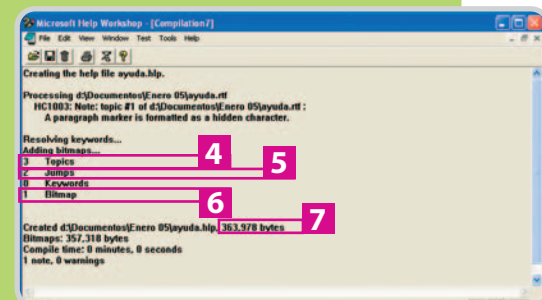 Microsoft Help Workshop - [Compilation7]
File Edit View Window Test Tools Help
Creating the help file ayuda.hlp.
Processing d:\Documentos\Enero 05\ayuda.rtf
HC1003: Note: topic #1 of d:\Documentos\Enero 05\ayuda.rtf :
A paragraph marker is formatted as a hidden character.
Resolving keywords...
Adding bitmaps...
4
3 Topics
5
2 Jumps
0 Keywords
1 Bitmap
6
7
Created d:\Documentos\Enero 05\ayuda.hlp, 363,978 bytes
Bitmaps: 357,318 bytes
Compile time: 0 minutes, 0 seconds
1 note, 0 warnings